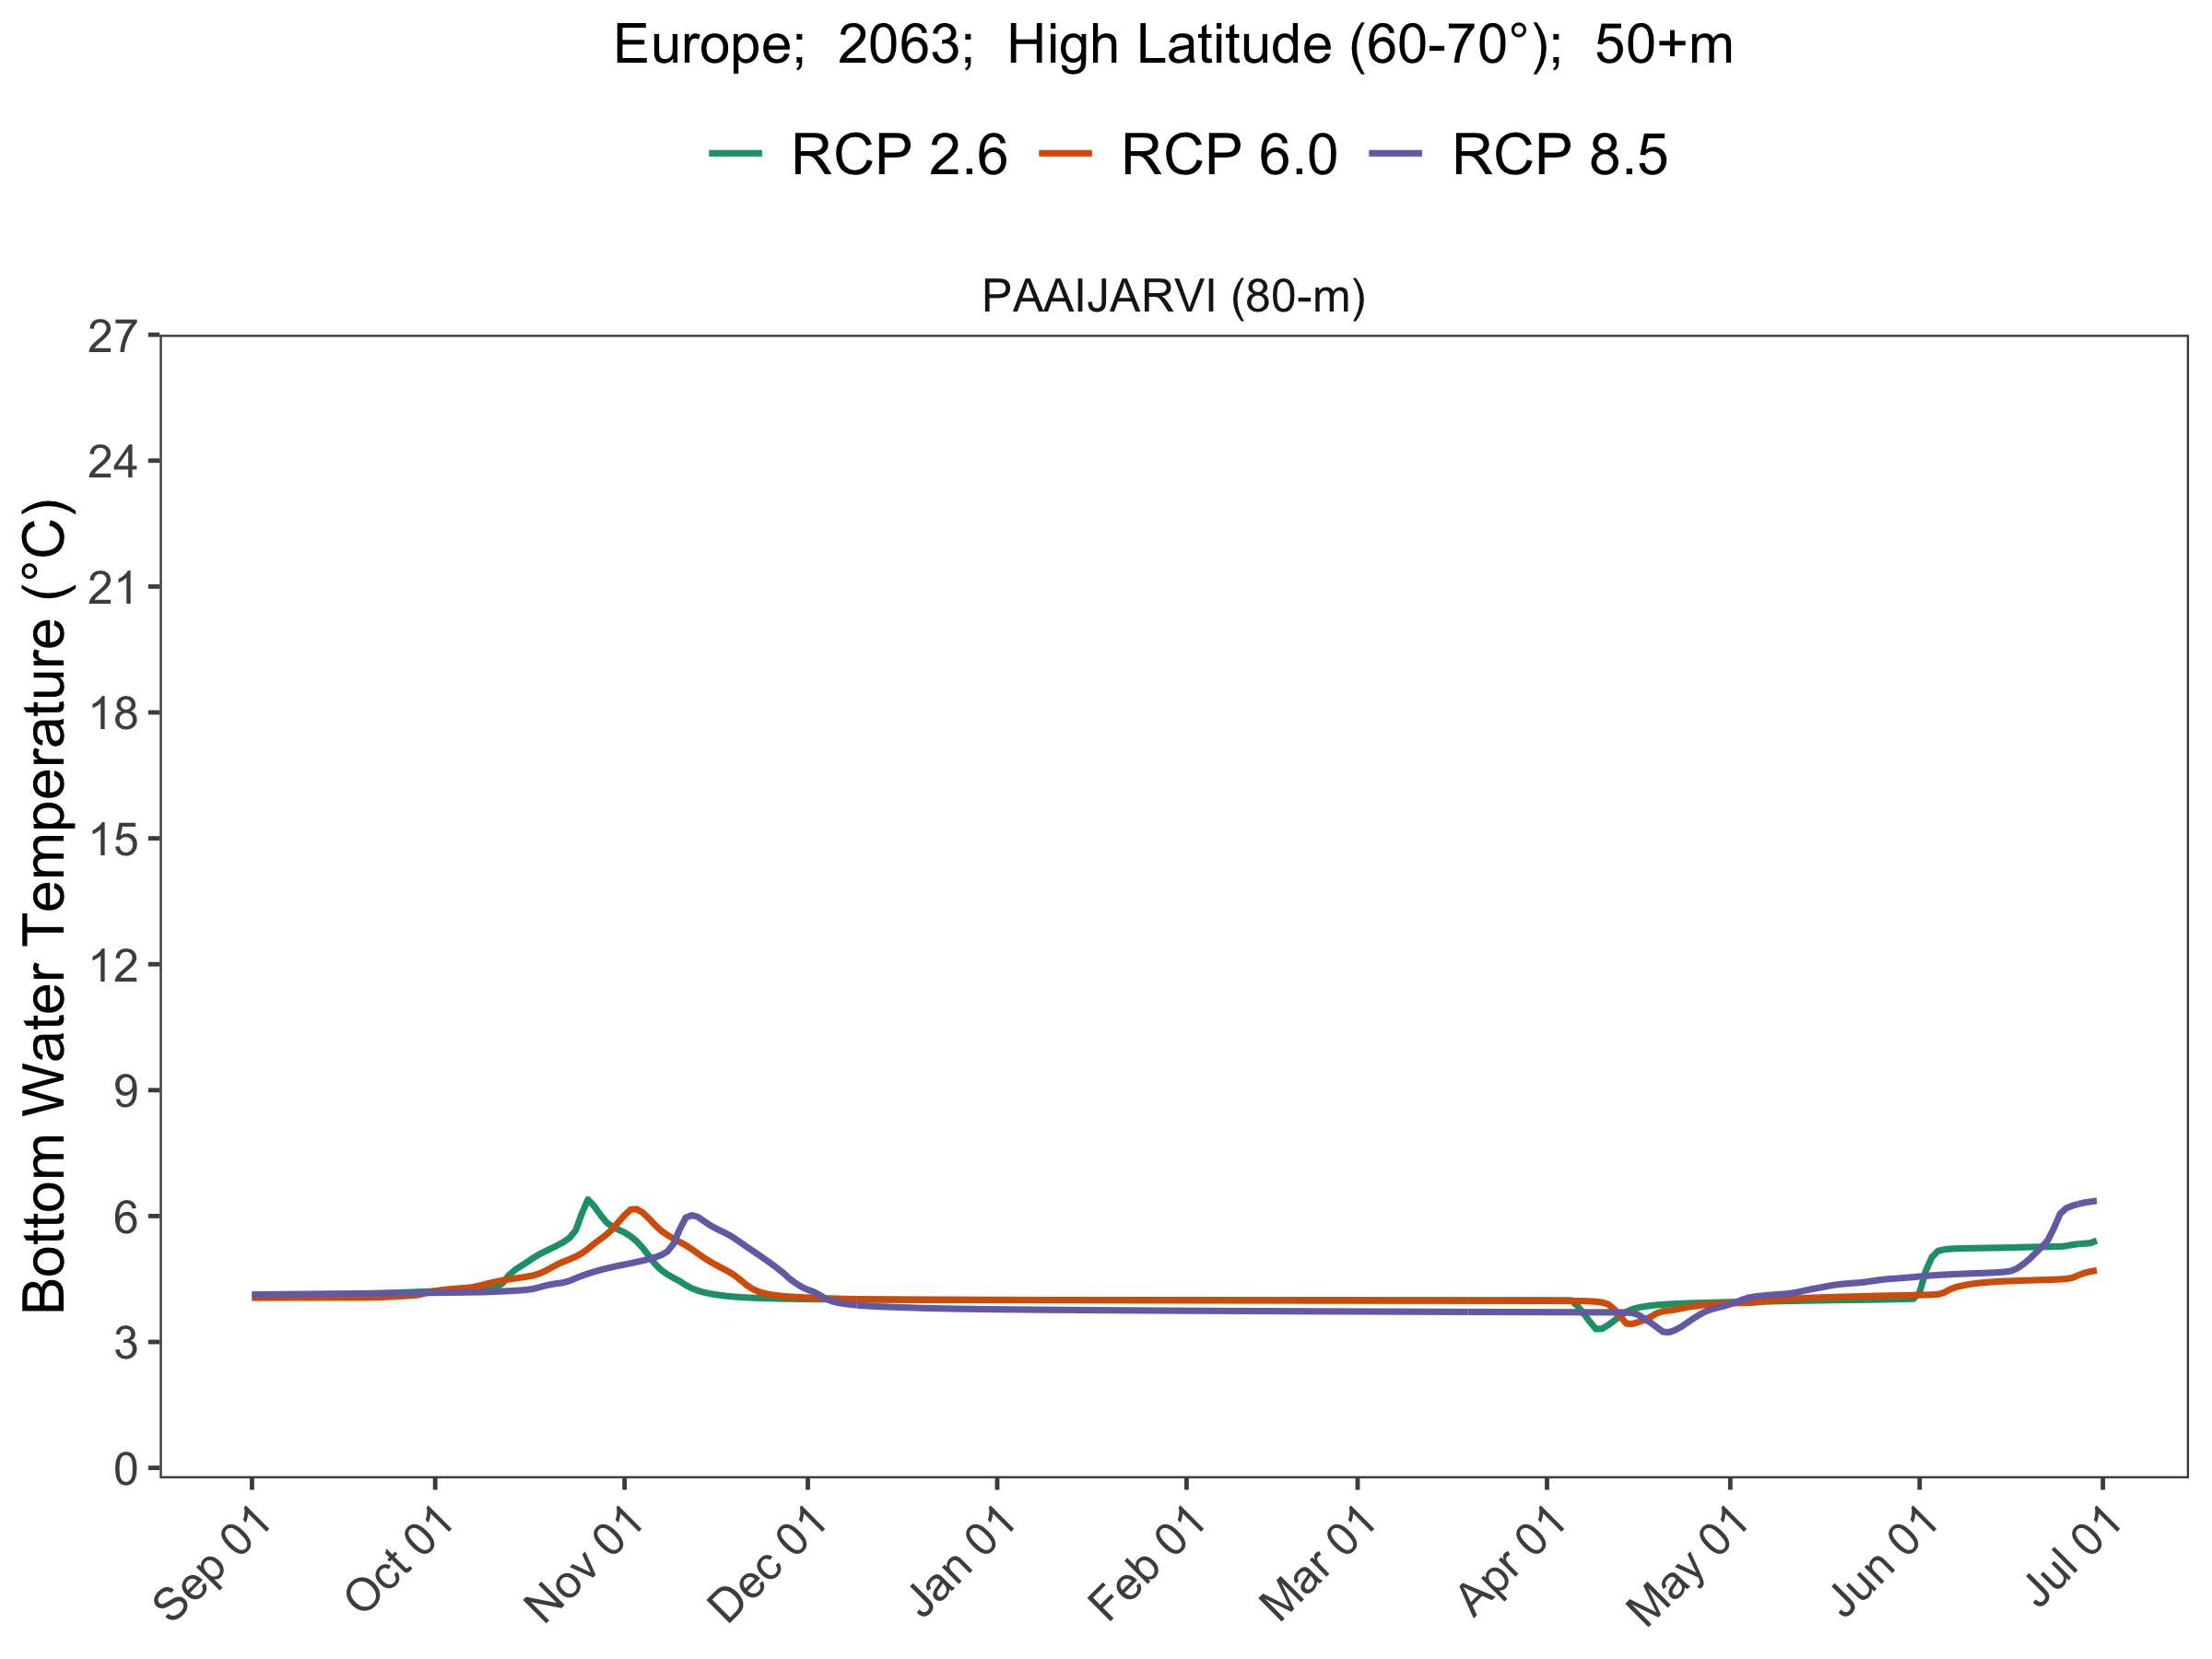 Europe;  2063;  High Latitude (60-70°);  50+m
RCP 2.6 RCP 6.0 RCP 8.5
PAAIJARVI (80-m)
Bottom Water Temperature (°C)
27
24
21
18
15
12
9
6
3
0
Sep 01 Oct 01 Nov 01 Dec 01 Jan 01 Feb 01 Mar 01 Apr 01 May 01 Jun 01 Jul 01